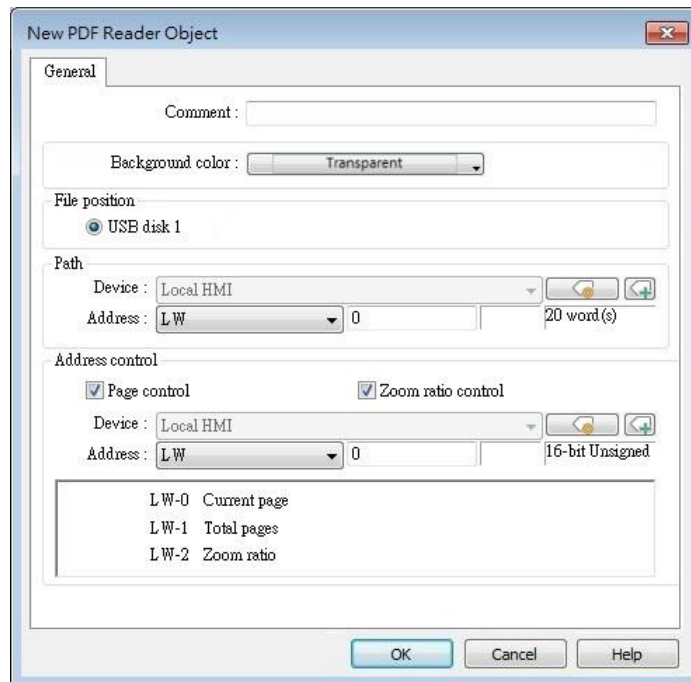 New PDF Reader Object
General
Comment :
Background color : Transparent
File position
USB disk 1
Path
Device : Local HMI
Address : LW 0 20 word(s)
Address control
Page control Zoom ratio control
Device : Local HMI
Address : LW 0 16-bit Unsigned
LW-0 Current page
LW-1 Total pages
LW-2 Zoom ratio
OK Cancel Help